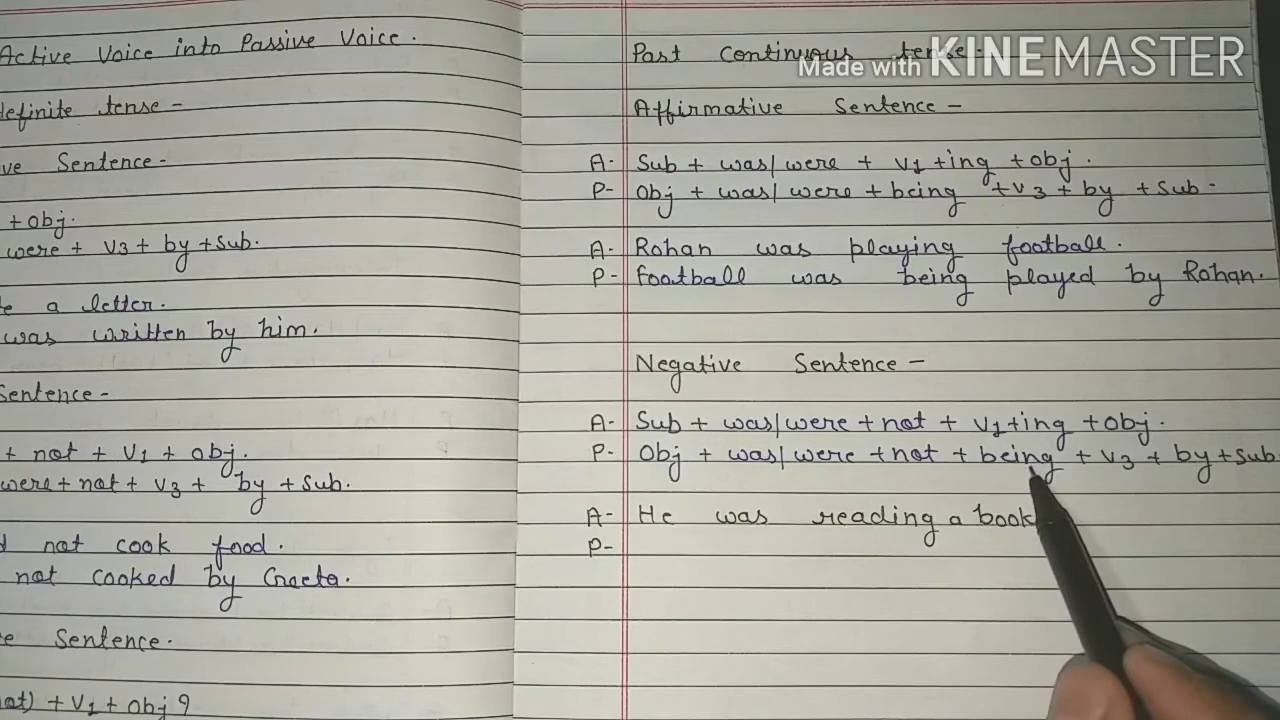 Active Voice into Passive Voice.
definite tense-
ve Sentence-
+obj.
were + v3 + by +sub.
e a letter.
was written by him.
Sentence-
+ not + v1 + obj.
were + not + v3 + by + sub.
not cook food.
not cooked by Graeta.
e Sentence.
not) + v1 + obj ?
Past continuous tense-
Made with KINEMASTER
Affirmative Sentence-
A- Sub + was/were + v1 +ing +obj.
P- Obj + was/were + being +v3 + by +sub-
A- Rohan was playing football.
P- Football was being played by Rohan.
Negative Sentence-
A- Sub + was/were +not + v1+ing +obj.
P- Obj + was/were +not + being + v3 + by +sub
A- He was reading a book
P-